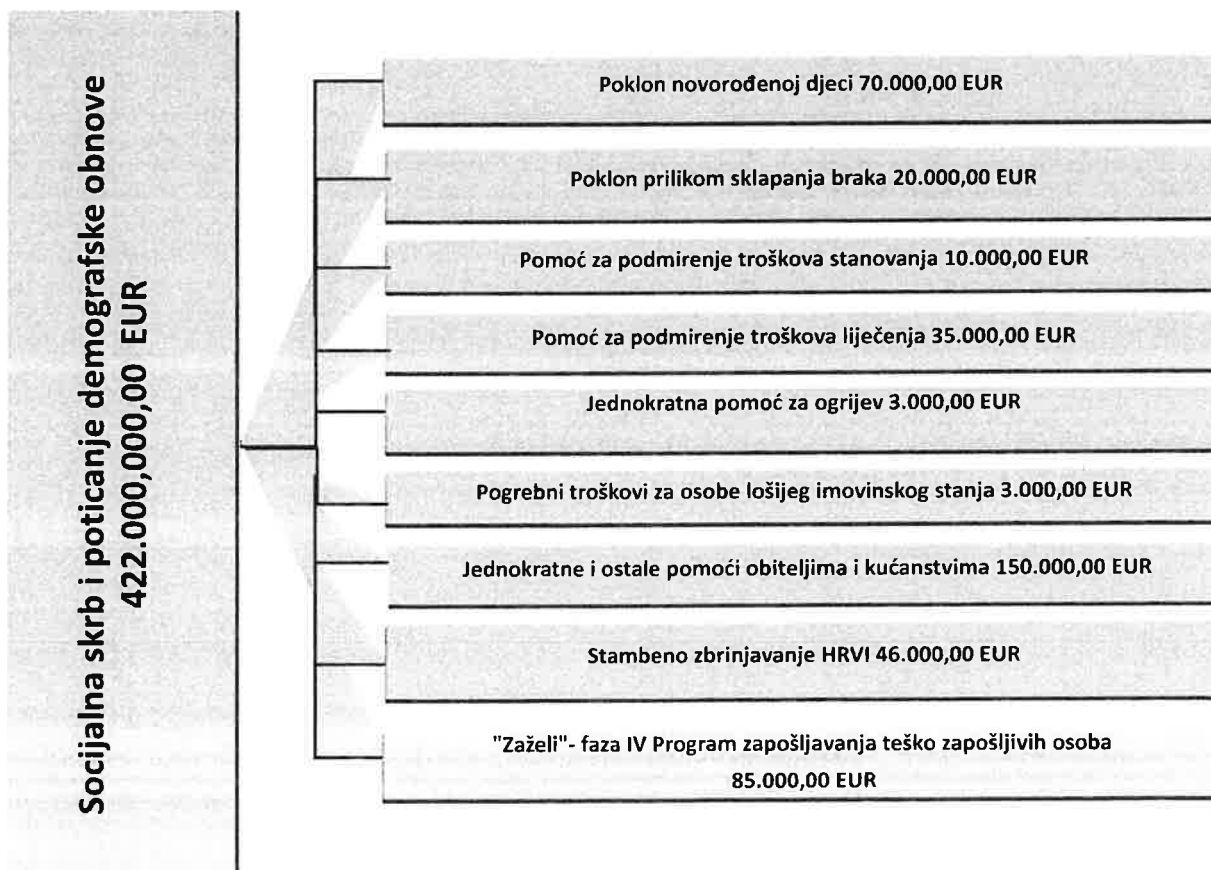 Socijalna skrb i poticanje demografske obnove
422.000,000,00 EUR
Poklon novorođenoj djeci 70.000,00 EUR
Poklon prilikom sklapanja braka 20.000,00 EUR
Pomoć za podmirenje troškova stanovanja 10.000,00 EUR
Pomoć za podmirenje troškova liječenja 35.000,00 EUR
Jednokratna pomoć za ogrijev 3.000,00 EUR
Pogrebni troškovi za osobe lošijeg imovinskog stanja 3.000,00 EUR
Jednokratne i ostale pomoći obiteljima i kućanstvima 150.000,00 EUR
Stambeno zbrinjavanje HRVI 46.000,00 EUR
"Zaželi"- faza IV Program zapošljavanja teško zapošljivih osoba
85.000,00 EUR